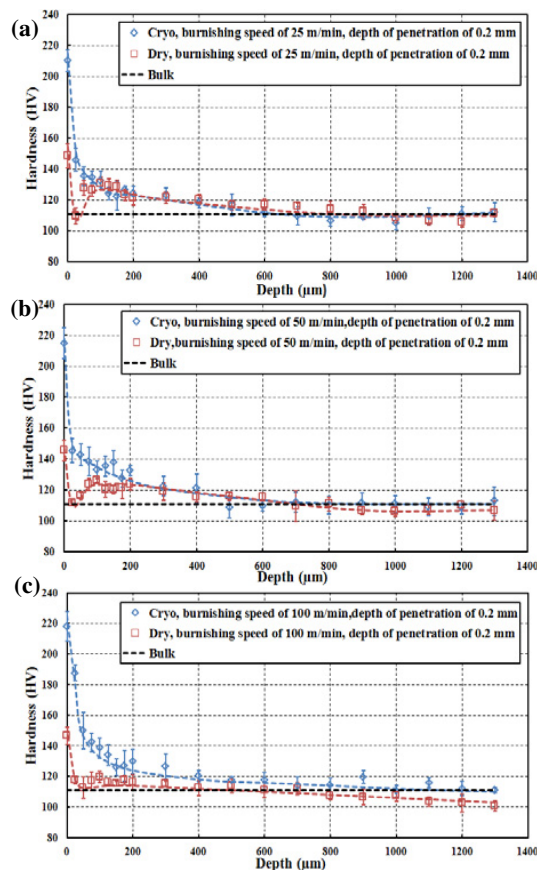 (a)
240
220
200
180
160
140
120
100
80
Hardness (HV)
Cryo, burnishing speed of 25 m/min, depth of penetration of 0.2 mm
Dry, burnishing speed of 25 m/min, depth of penetration of 0.2 mm
Bulk
0 200 400 600 800 1000 1200 1400
Depth (µm)
(b)
240
220
200
180
160
140
120
100
80
Hardness (HV)
Cryo, burnishing speed of 50 m/min,depth of penetration of 0.2 mm
Dry,burnishing speed of 50 m/min, depth of penetration of 0.2 mm
Bulk
0 200 400 600 800 1000 1200 1400
Depth (µm)
(c)
240
220
200
180
160
140
120
100
80
Hardness (HV)
Cryo, burnishing speed of 100 m/min,depth of penetration of 0.2 mm
Dry, burnishing speed of 100 m/min, depth of penetration of 0.2 mm
Bulk
0 200 400 600 800 1000 1200 1400
Depth (µm)